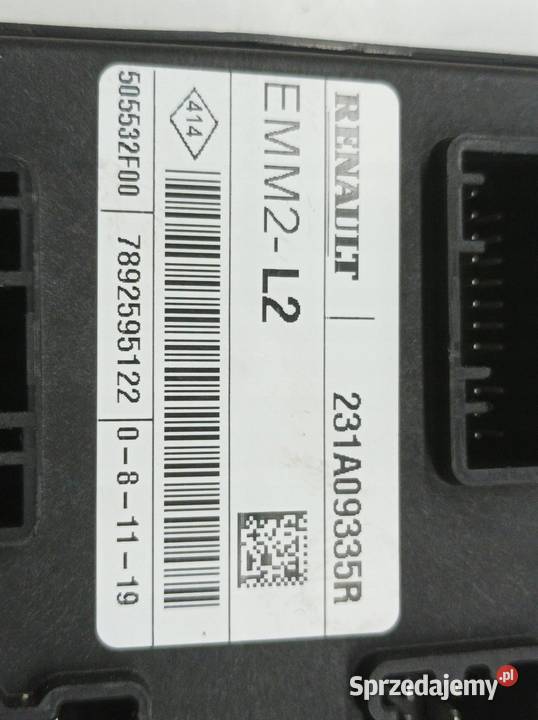 RENAULT 231A09335R
EMM2-L2
414
505532F00 7892595122 0-8-11-19
Sprzedajemy.pl